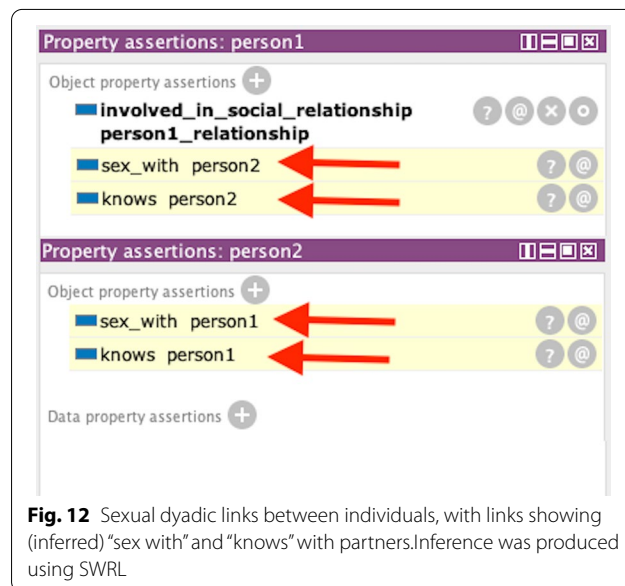 Property assertions: person1
Object property assertions
involved_in_social_relationship
person1_relationship
sex_with person2
knows person2
Property assertions: person2
Object property assertions
sex_with person1
knows person1
Data property assertions
Fig. 12 Sexual dyadic links between individuals, with links showing
(inferred) “sex with” and “knows” with partners.Inference was produced
using SWRL